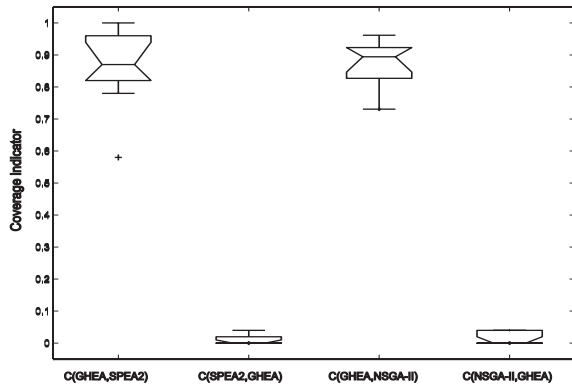 Coverage indicator
1
0.9
0.8
0.7
0.6
0.5
0.4
0.3
0.2
0.1
0
C(GHEA,SPEA2)
C(SPEA2,GHEA)
C(GHEA,NSGA-II)
C(NSGA-II,GHEA)